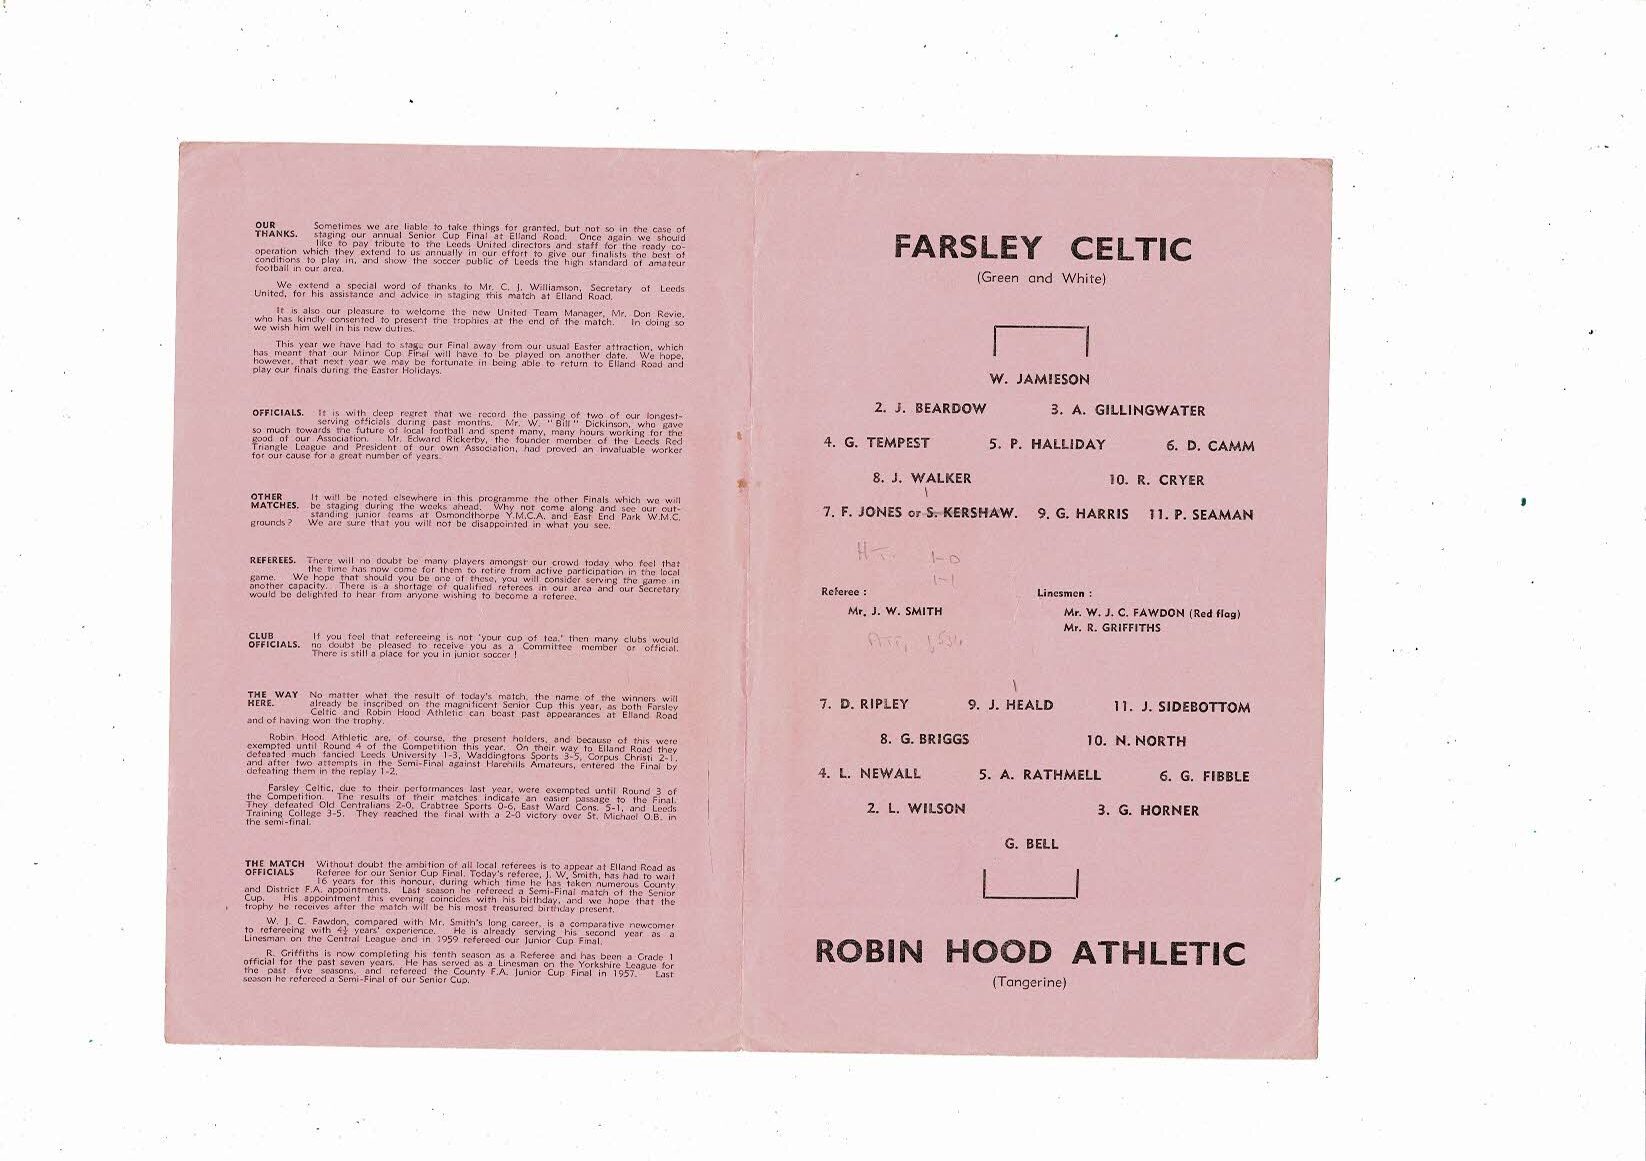 OUR Sometimes we are liable to take things for granted, but not so in the case of
THANKS. staging our annual Senior Cup Final at Elland Road. Once again we should
like to pay tribute to the Leeds United directors and staff for the ready co-
operation which they extend to us annually in our effort to give our finalists the best of
conditions to play in, and show the soccer public of Leeds the high standard of amateur
football in our area.
We extend a special word of thanks to Mr. C. J. Williamson, Secretary of Leeds
United, for his assistance and advice in staging this match at Elland Road.
It is also our pleasure to welcome the new United Team Manager, Mr. Don Revie,
who has kindly consented to present the trophies at the end of the match. In doing so
we wish him well in his new duties.
This year we have had to stage our Final away from our usual Easter attraction, which
has meant that our Minor Cup Final will have to be played on another date. We hope,
however, that next year we may be fortunate in being able to return to Elland Road and
play our finals during the Easter Holidays.
OFFICIALS. It is with deep regret that we record the passing of two of our longest-
serving officials during past months. Mr. W. "Bill" Dickinson, who gave
so much towards the future of local football and spent many, many hours working for the
good of our Association. Mr. Edward Rickerby, the founder member of the Leeds Red
Triangle League and President of our own Association, had proved an invaluable worker
for our cause for a great number of years.
OTHER It will be noted elsewhere in this programme the other Finals which we will
MATCHES. be staging during the weeks ahead. Why not come along and see our out-
standing junior teams at Osmondthorpe Y.M.C.A. and East End Park W.M.C.
grounds? We are sure that you will not be disappointed in what you see.
REFEREES. There will no doubt be many players amongst our crowd today who feel that
the time has now come for them to retire from active participation in the local
game. We hope that should you be one of these, you will consider serving the game in
another capacity. There is a shortage of qualified referees in our area and our Secretary
would be delighted to hear from anyone wishing to become a referee.
CLUB If you feel that refereeing is not 'your cup of tea,' then many clubs would
OFFICIALS. no doubt be pleased to receive you as a Committee member or official.
There is still a place for you in junior soccer!
THE WAY No matter what the result of today's match, the name of the winners will
HERE. already be inscribed on the magnificent Senior Cup this year, as both Farsley
Celtic and Robin Hood Athletic can boast past appearances at Elland Road
and of having won the trophy.
Robin Hood Athletic are, of course, the present holders, and because of this were
exempted until Round 4 of the Competition this year. On their way to Elland Road they
defeated much fancied Leeds University 1-3, Waddingtons Sports 3-5, Corpus Christi 2-1,
and after two attempts in the Semi-Final against Harehills Amateurs, entered the Final by
defeating them in the replay 1-2.
Farsley Celtic, due to their performances last year, were exempted until Round 3 of
the Competition. The results of their matches indicate an easier passage to the Final.
They defeated Old Centralians 2-0, Crabtree Sports 0-6, East Ward Cons. 5-1, and Leeds
Training College 3-5. They reached the final with a 2-0 victory over St. Michael O.B. in
the semi-final.
THE MATCH Without doubt the ambition of all local referees is to appear at Elland Road as
OFFICIALS Referee for our Senior Cup Final. Today's referee, J. W. Smith, has had to wait
16 years for this honour, during which time he has taken numerous County
and District F.A. appointments. Last season he refereed a Semi-Final match of the Senior
Cup. His appointment this evening coincides with his birthday, and we hope that the
trophy he receives after the match will be his most treasured birthday present.
W. J. C. Fawdon, compared with Mr. Smith's long career, is a comparative newcomer
to refereeing with 4½ years' experience. He is already serving his second year as a
Linesman on the Central League and in 1959 refereed our Junior Cup Final.
R. Griffiths is now completing his tenth season as a Referee and has been a Grade 1
official for the past seven years. He has served as a Linesman on the Yorkshire League for
the past five seasons, and refereed the County F.A. Junior Cup Final in 1957. Last
season he refereed a Semi-Final of our Senior Cup.
FARSLEY CELTIC
(Green and White)
W. JAMIESON
2. J. BEARDOW 3. A. GILLINGWATER
4. G. TEMPEST 5. P. HALLIDAY 6. D. CAMM
8. J. WALKER 10. R. CRYER
7. F. JONES or S. KERSHAW. 9. G. HARRIS 11. P. SEAMAN
HT. 1-0
1-1
Referee : Linesmen :
Mr. J. W. SMITH Mr. W. J. C. FAWDON (Red flag)
Mr. R. GRIFFITHS
ATT.
7. D. RIPLEY 9. J. HEALD 11. J. SIDEBOTTOM
8. G. BRIGGS 10. N. NORTH
4. L. NEWALL 5. A. RATHMELL 6. G. FIBBLE
2. L. WILSON 3. G. HORNER
G. BELL
ROBIN HOOD ATHLETIC
(Tangerine)